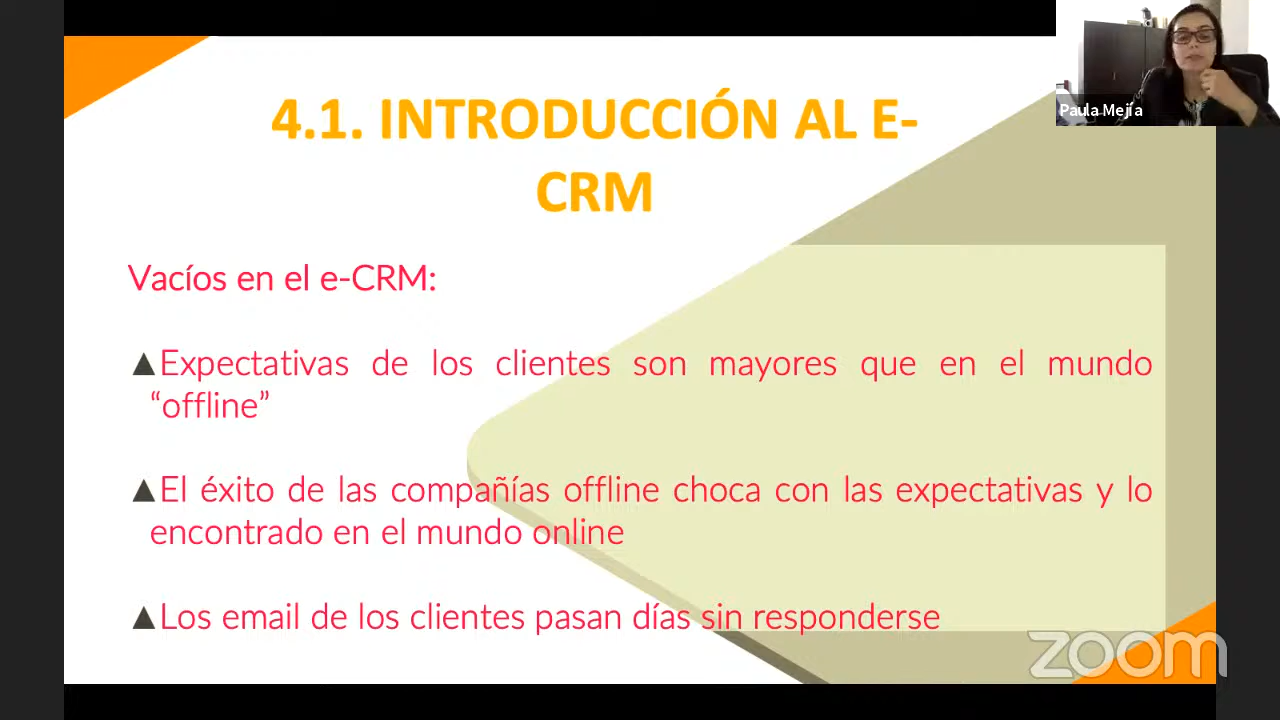 4.1. INTRODUCCIÓN AL E-
CRM
Paula Mejía
Vacíos en el e-CRM:
▲Expectativas de los clientes son mayores que en el mundo
“offline”
▲El éxito de las compañías offline choca con las expectativas y lo
encontrado en el mundo online
▲Los email de los clientes pasan días sin responderse
zoom